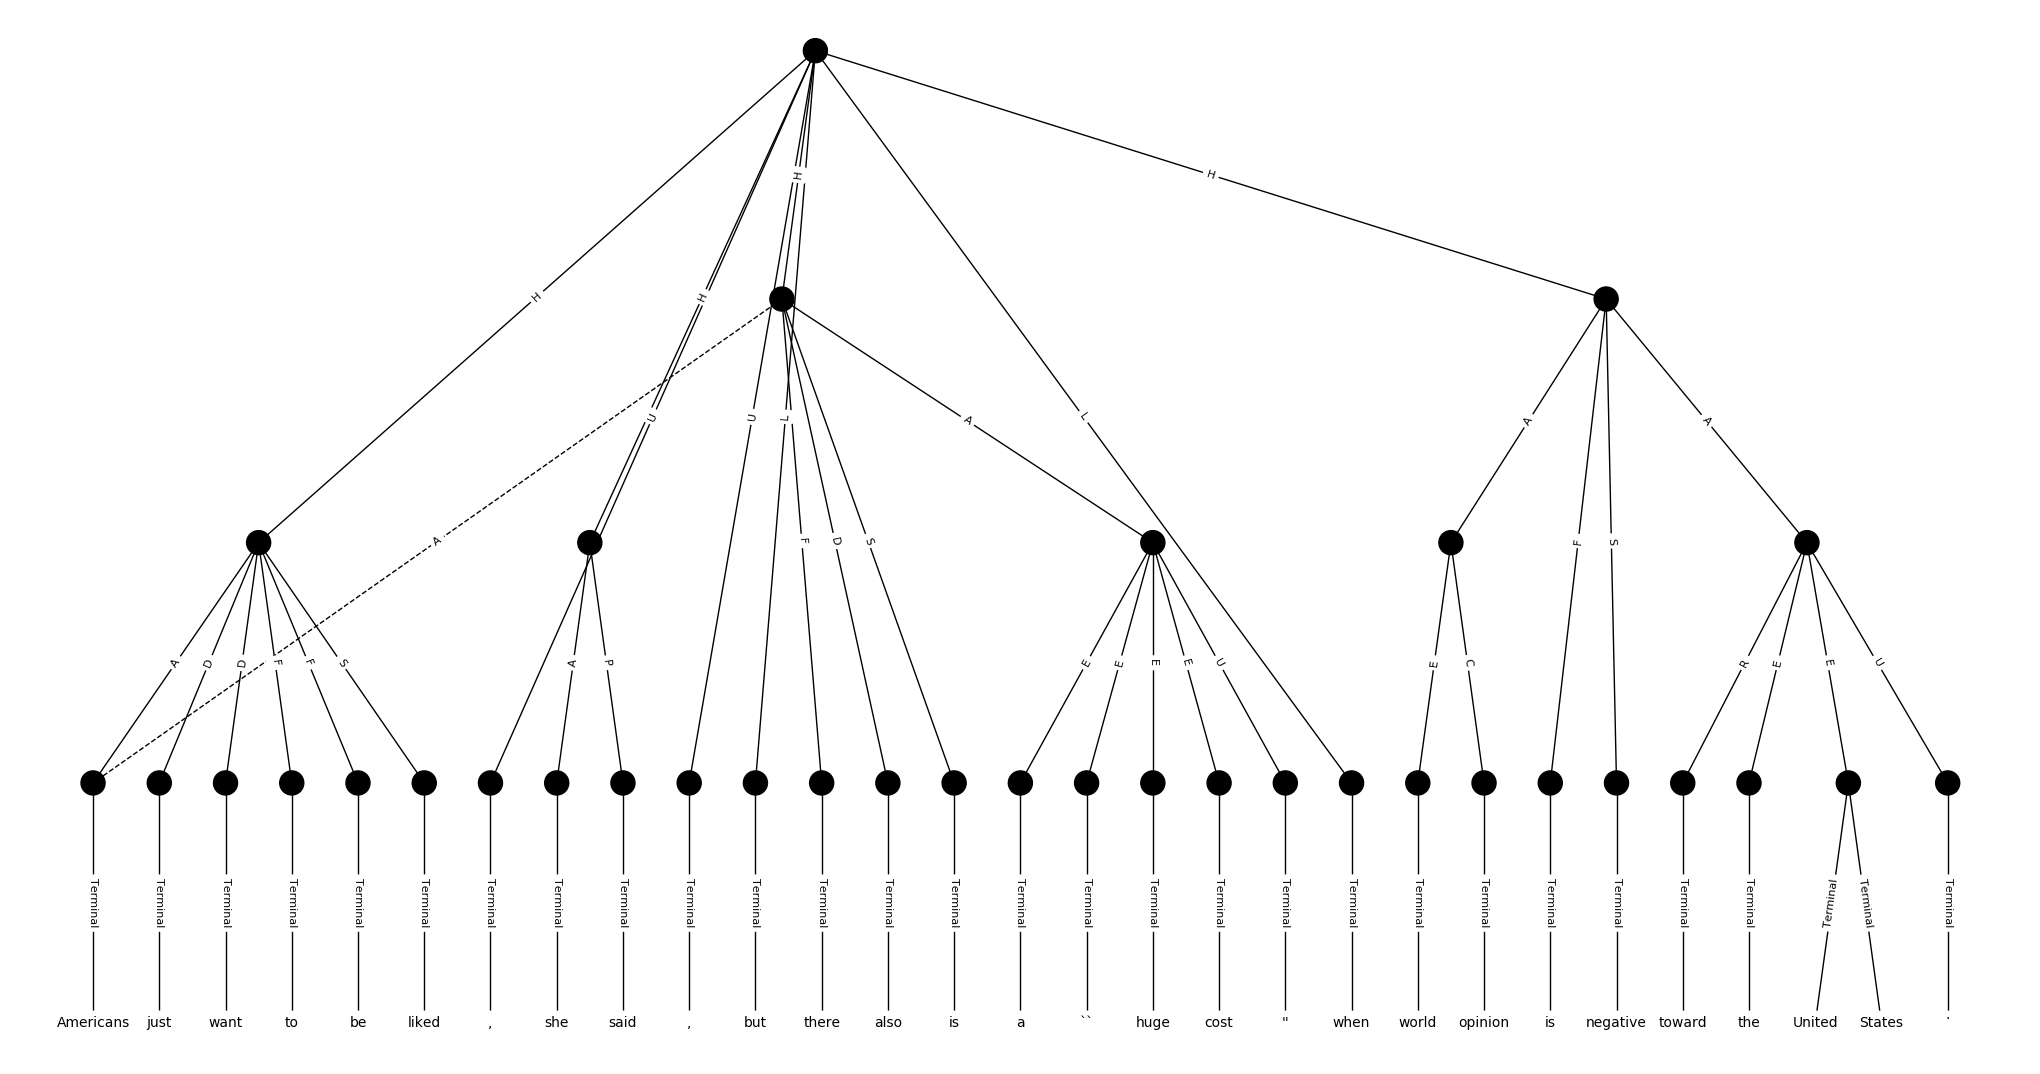 H
H
H
H
A
U
U
L
A
L
A
A
A
F
D
S
F
S
A
D
D
F
F
S
A
P
E
E
E
E
U
E
C
R
E
E
U
Terminal Terminal Terminal Terminal Terminal Terminal Terminal Terminal Terminal Terminal Terminal Terminal Terminal Terminal Terminal Terminal Terminal Terminal Terminal Terminal Terminal Terminal Terminal Terminal Terminal Terminal Terminal Terminal Terminal
Americans just want to be liked , she said , but there also is a `` huge cost " when world opinion is negative toward the United States .